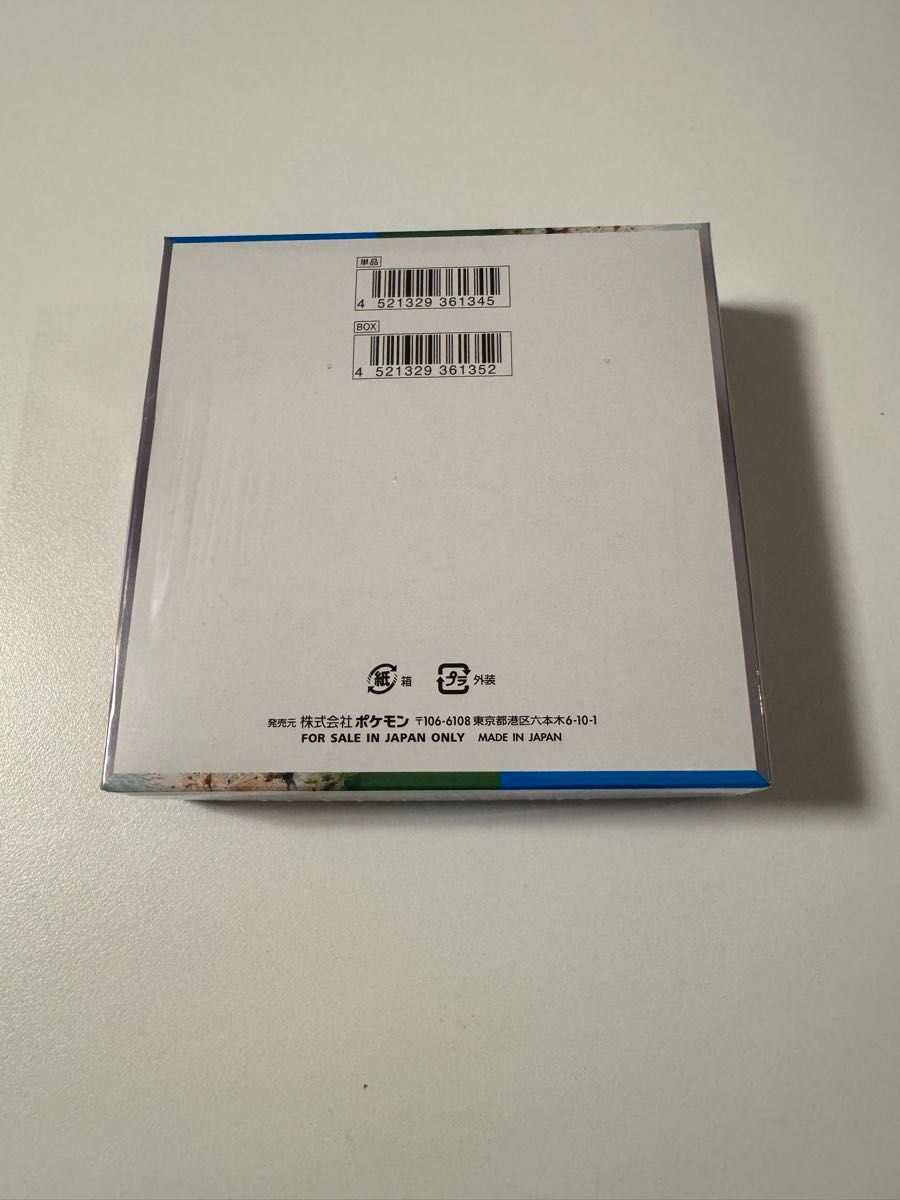 単品
4 521329 361345
BOX
4 521329 361352
紙 箱 プラ 外装
発売元 株式会社ポケモン 〒106-6108 東京都港区六本木6-10-1
FOR SALE IN JAPAN ONLY MADE IN JAPAN